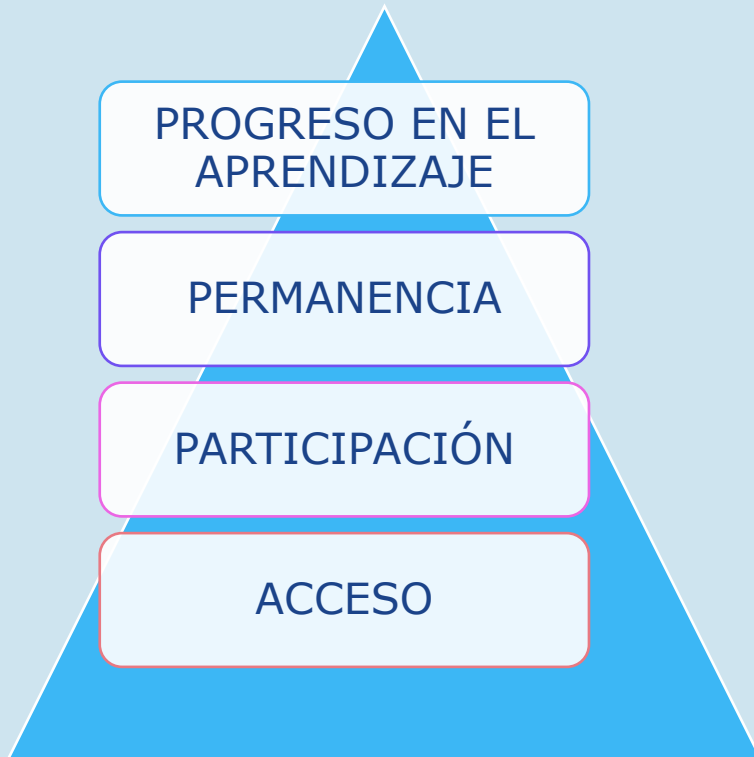 PROGRESO EN EL
APRENDIZAJE
PERMANENCIA
PARTICIPACIÓN
ACCESO